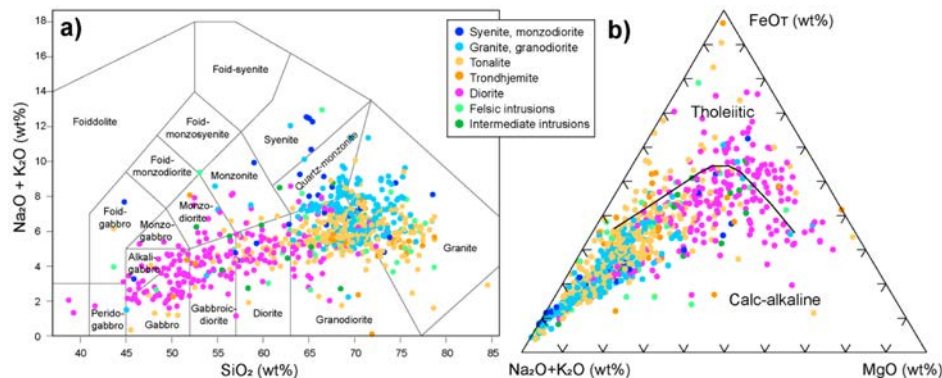 a)
Na₂O + K₂O (wt%)
18
16
14
12
10
8
6
4
2
0
40
45
50
55
60
65
70
75
80
85
SiO₂ (wt%)
Foid-syenite
Foiddolite
Foid-
monzosyenite
Syenite
Foid-
monzodiorite
Monzonite
Quartz-monzonite
Foid-
gabbro
Monzo-
gabbro
Monzo-
diorite
Alkali-
gabbro
Granite
Perido-
gabbro
Gabbro
Gabbroic-
diorite
Diorite
Granodiorite
Syenite, monzodiorite
Granite, granodiorite
Tonalite
Trondhjemite
Diorite
Felsic intrusions
Intermediate intrusions
b)
FeOT (wt%)
Tholeiitic
Calc-alkaline
Na₂O+K₂O (wt%)
MgO (wt%)